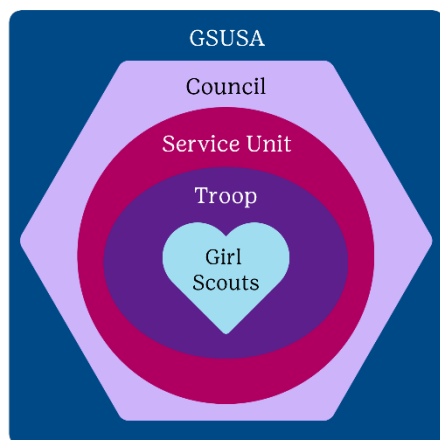 GSUSA
Council
Service Unit
Troop
Girl
Scouts